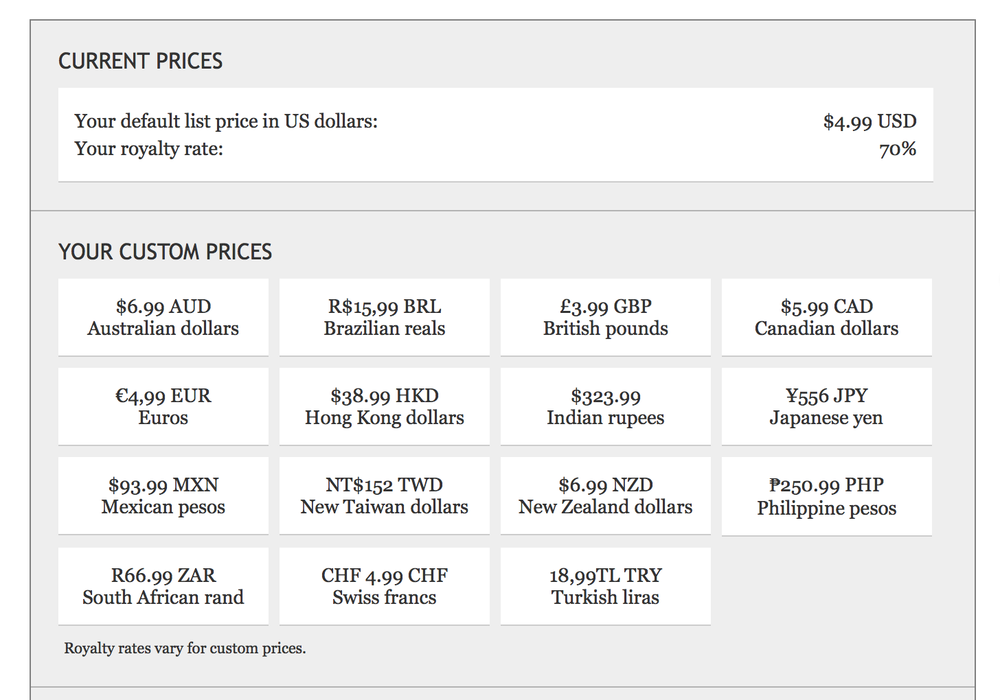 CURRENT PRICES
Your default list price in US dollars: $4.99 USD
Your royalty rate: 70%
YOUR CUSTOM PRICES
$6.99 AUD
Australian dollars
R$15,99 BRL
Brazilian reals
£3.99 GBP
British pounds
$5.99 CAD
Canadian dollars
€4,99 EUR
Euros
$38.99 HKD
Hong Kong dollars
$323.99
Indian rupees
¥556 JPY
Japanese yen
$93.99 MXN
Mexican pesos
NT$152 TWD
New Taiwan dollars
$6.99 NZD
New Zealand dollars
₱250.99 PHP
Philippine pesos
R66.99 ZAR
South African rand
CHF 4.99 CHF
Swiss francs
18,99TL TRY
Turkish liras
Royalty rates vary for custom prices.